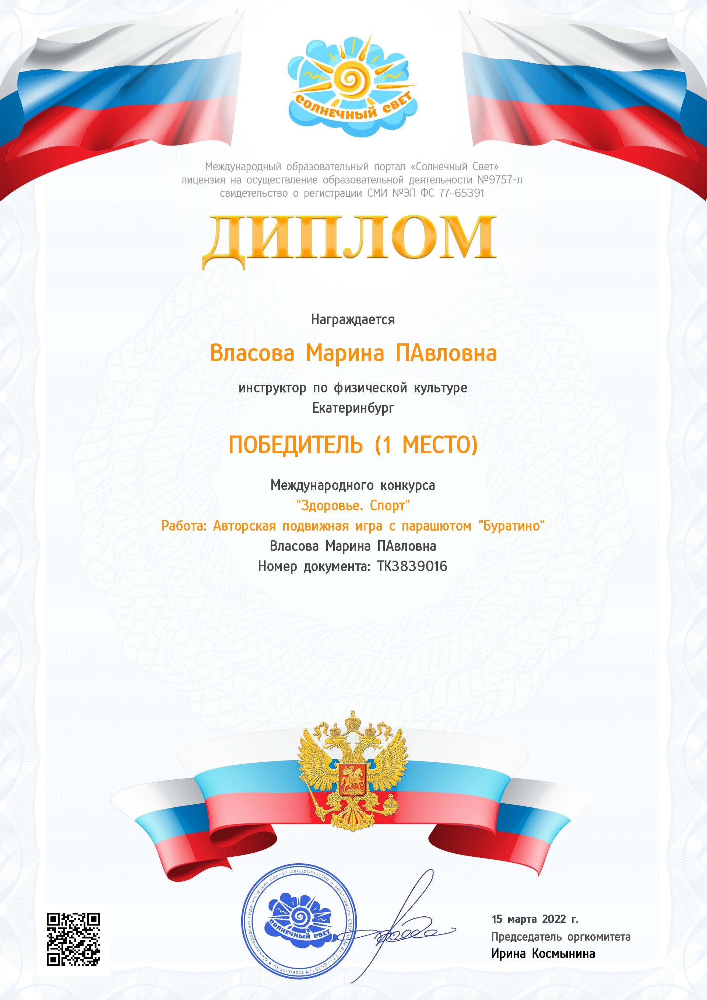 СОЛНЕЧНЫЙ СВЕТ
Международный образовательный портал «Солнечный Свет»
лицензия на осуществление образовательной деятельности №9757-л
свидетельство о регистрации СМИ №ЭЛ ФС 77-65391
ДИПЛОМ
Награждается
Власова Марина ПАвловна
инструктор по физической культуре
Екатеринбург
ПОБЕДИТЕЛЬ (1 МЕСТО)
Международного конкурса
"Здоровье. Спорт"
Работа: Авторская подвижная игра с парашютом "Буратино"
Власова Марина ПАвловна
Номер документа: ТК3839016
Международный педагогический портал (свидетельство о регистрации СМИ ЭЛ № ФС 77-65391) ★ Красноярск ★
СОЛНЕЧНЫЙ СВЕТ
15 марта 2022 г.
Председатель оргкомитета
Ирина Космынина